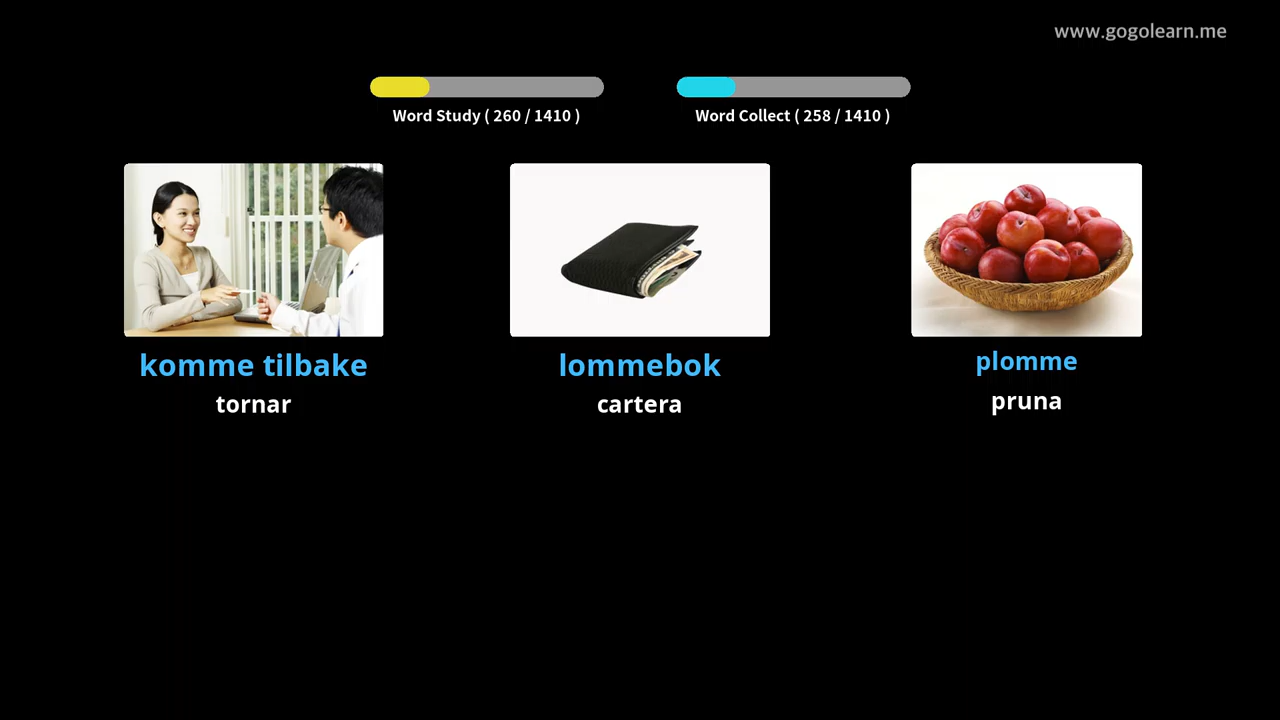 www.gogolearn.me
Word Study ( 260 / 1410 )
Word Collect ( 258 / 1410 )
komme tilbake
tornar
lommebok
cartera
plomme
pruna